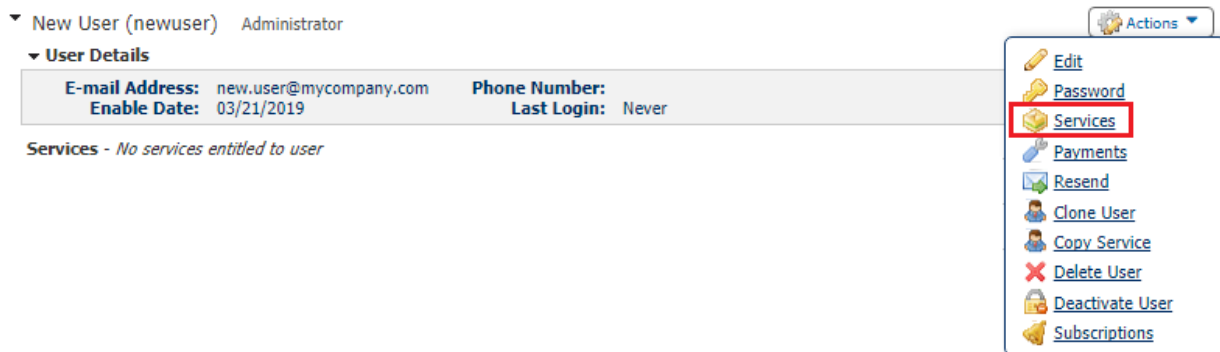 New User (newuser) Administrator
Actions
User Details
E-mail Address: new.user@mycompany.com Phone Number:
Enable Date: 03/21/2019 Last Login: Never
Services - No services entitled to user
Edit
Password
Services
Payments
Resend
Clone User
Copy Service
Delete User
Deactivate User
Subscriptions